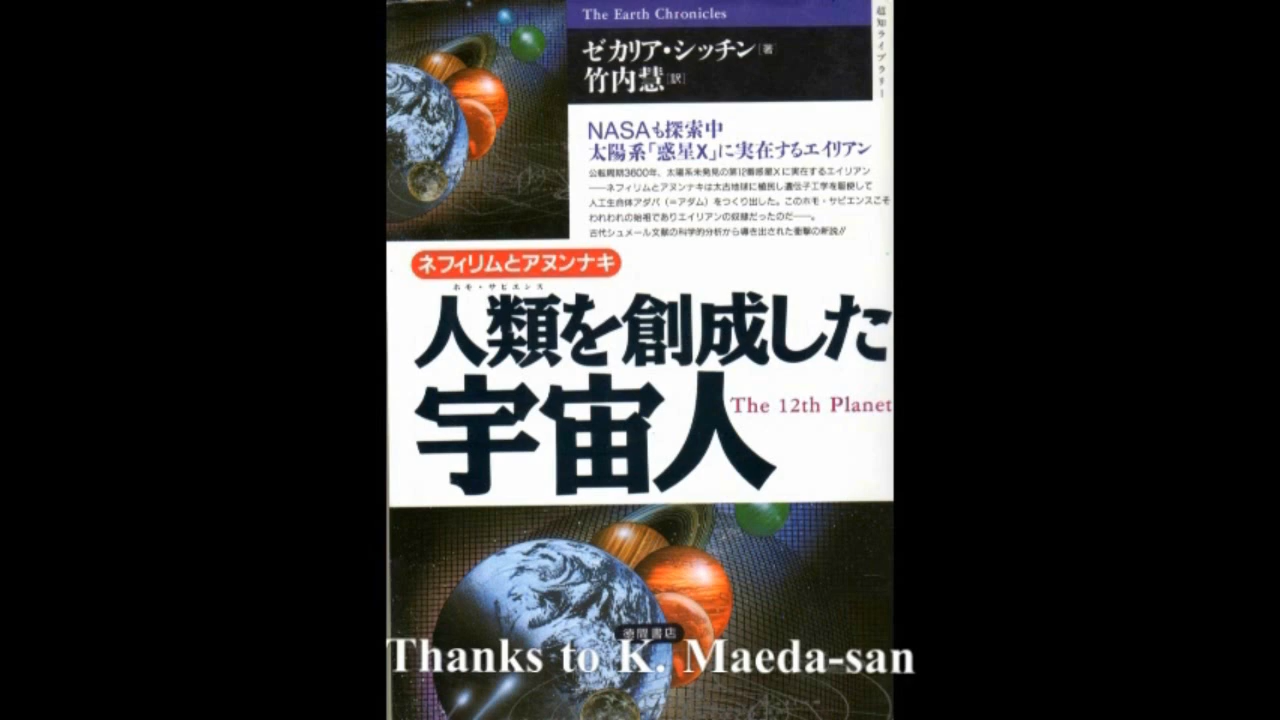 The Earth Chronicles
ゼカリア・シッチン[著]
竹内慧[訳]
超知ライブラリー
NASAも探索中
太陽系「惑星X」に実在するエイリアン
公転周期3600年、太陽系未発見の第12番惑星Xに実在するエイリアン
――ネフィリムとアヌンナキは太古地球に植民し遺伝子工学を駆使して
人工生命体アダパ(=アダム)をつくり出した。このホモ・サピエンスこそ
われわれの始祖でありエイリアンの奴隷だったのだ――。
古代シュメール文献の科学的分析から導き出された衝撃の新説!!
ネフィリムとアヌンナキ
ホモ・サピエンス
人類を創成した
宇宙人
The 12th Planet
徳間書店
Thanks to K. Maeda-san